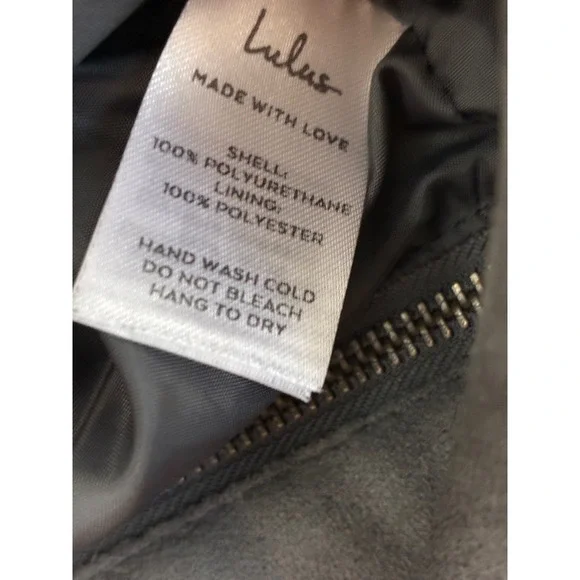 Lulus
MADE WITH LOVE
SHELL:
100% POLYURETHANE
LINING:
100% POLYESTER
HAND WASH COLD
DO NOT BLEACH
HANG TO DRY